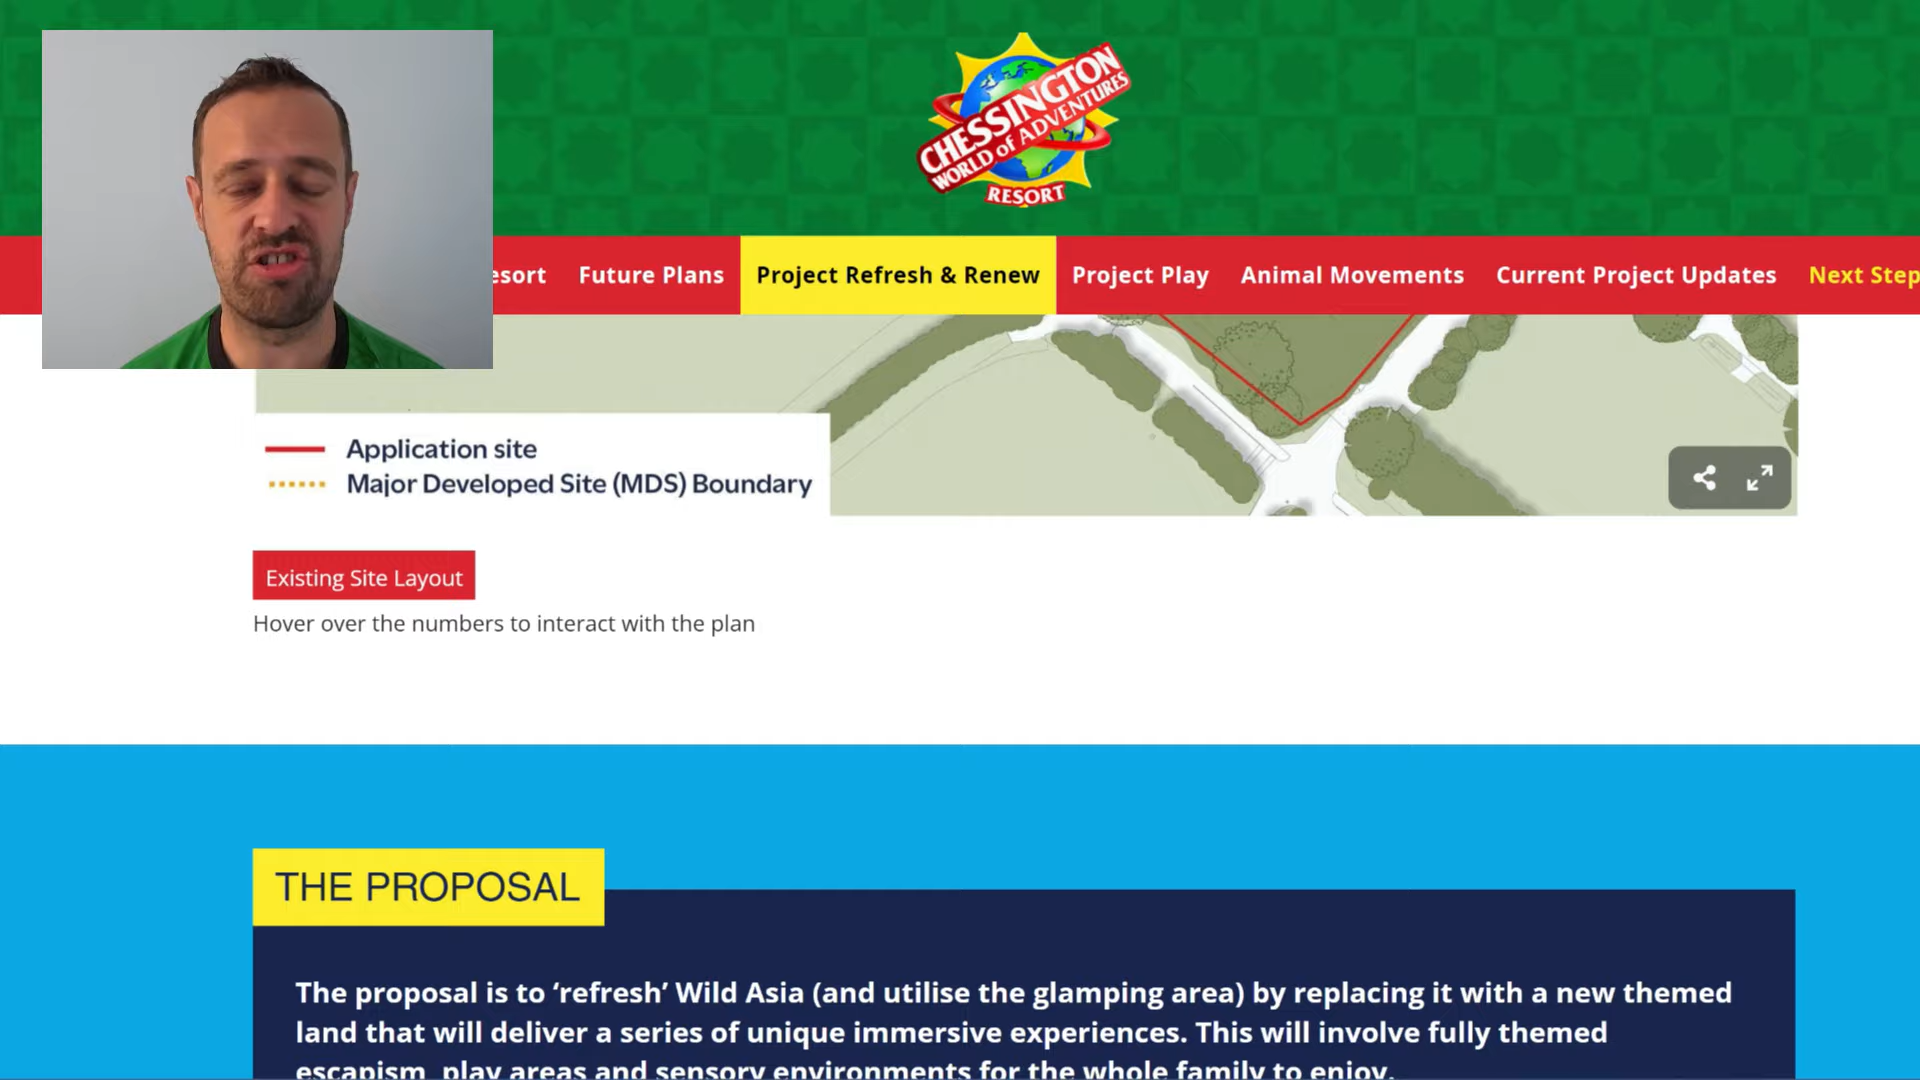 CHESSINGTON
WORLD of ADVENTURES
RESORT
esort Future Plans Project Refresh & Renew Project Play Animal Movements Current Project Updates Next Step
Application site
Major Developed Site (MDS) Boundary
Existing Site Layout
Hover over the numbers to interact with the plan
THE PROPOSAL
The proposal is to ‘refresh’ Wild Asia (and utilise the glamping area) by replacing it with a new themed
land that will deliver a series of unique immersive experiences. This will involve fully themed
escapism, play areas and sensory environments for the whole family to enjoy.